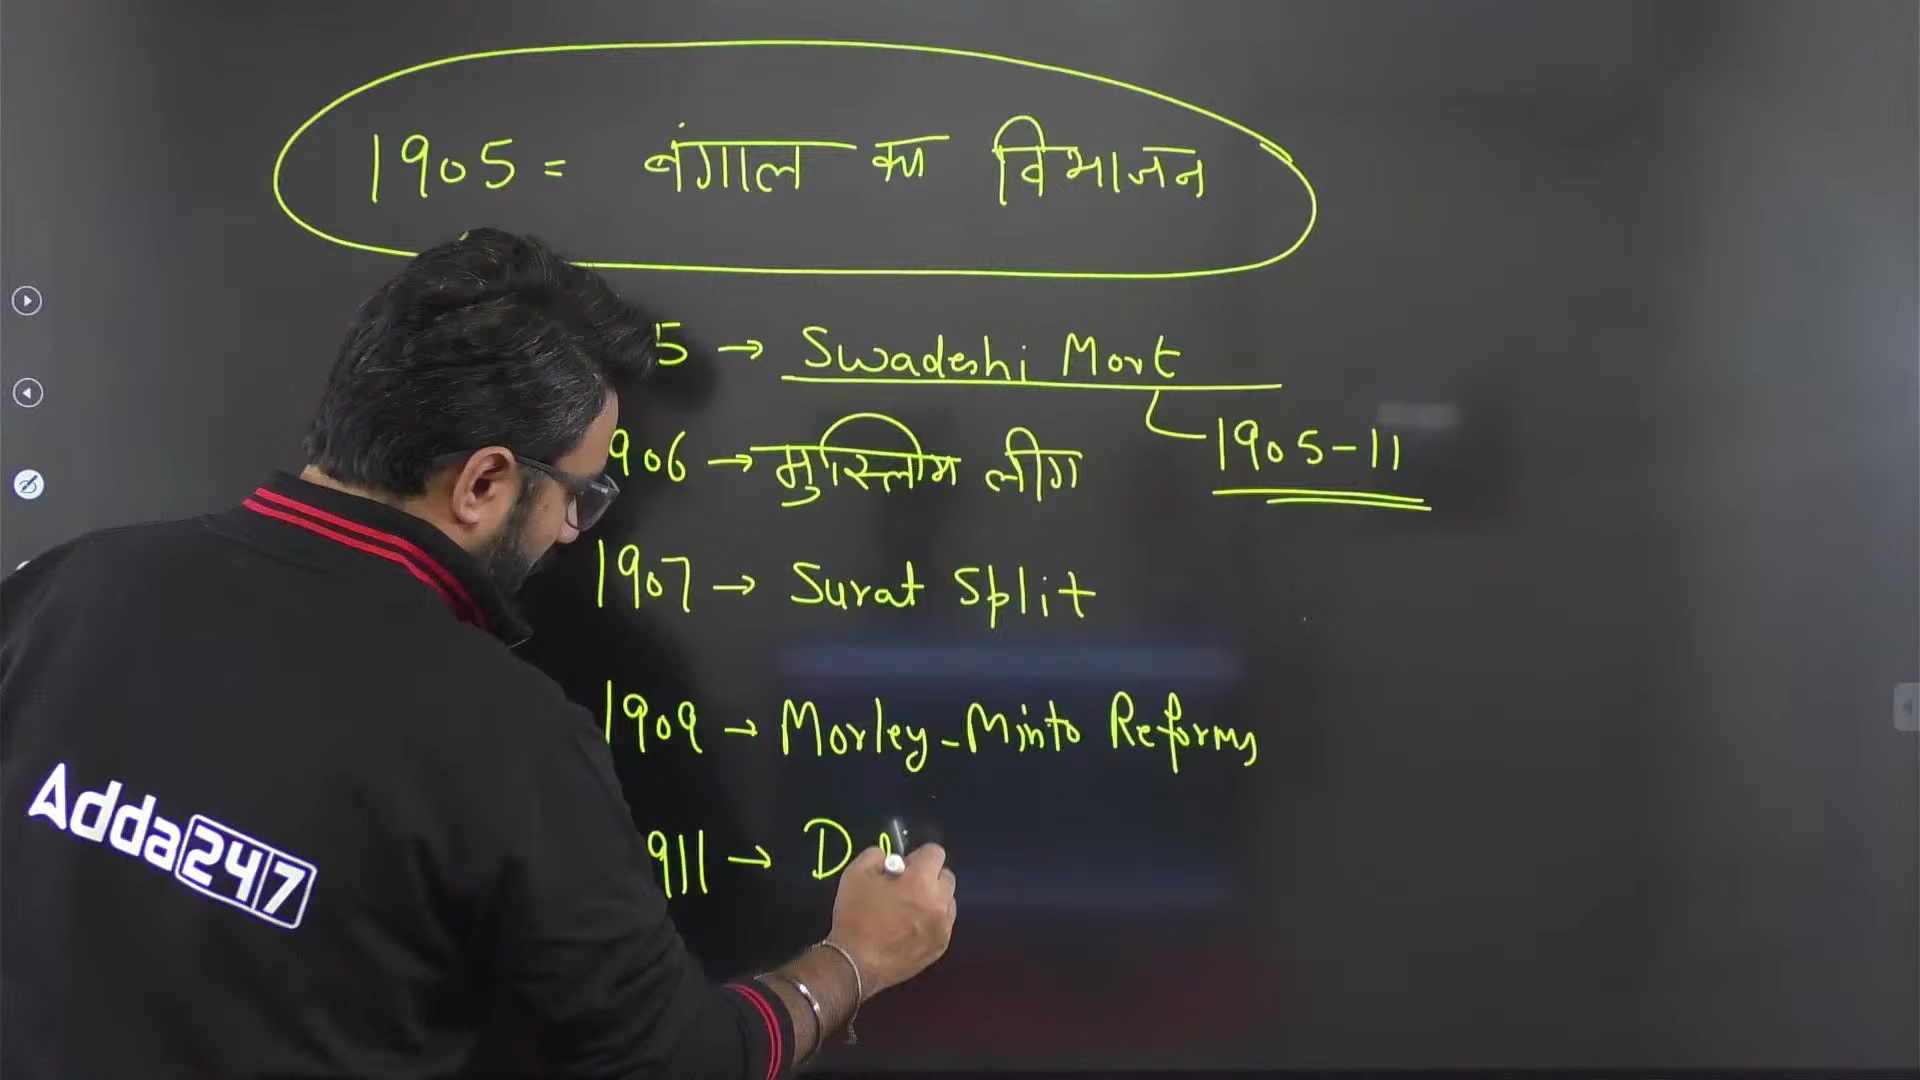 1905 = बंगाल का विभाजन
5 → Swadeshi Movt
1905-11
906 → मुस्लिम लीग
1907 → Surat Split
1909 → Morley-Minto Reforms
911 → D
Adda247